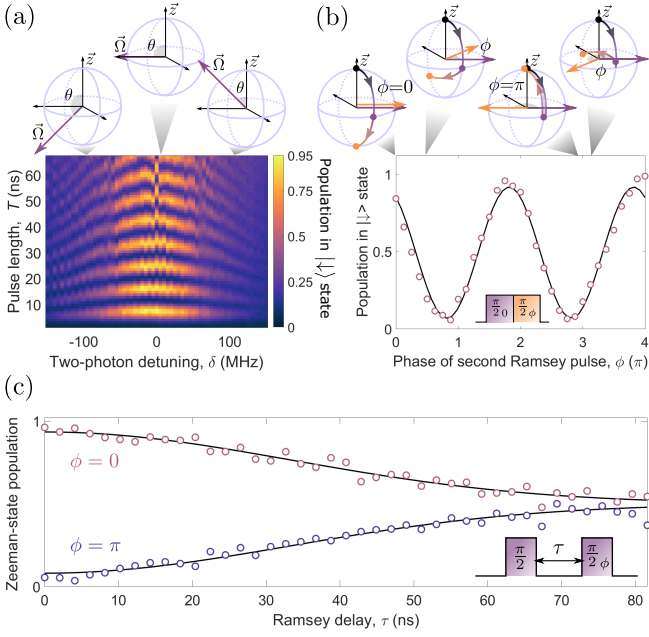 (a)
z⃗
Ω⃗
θ
z⃗
θ
Ω⃗
z⃗
Ω⃗
θ
Pulse length, T (ns)
60
50
40
30
20
10
-100
0
100
Two-photon detuning, δ (MHz)
0.95
0.75
0.50
0.25
0
Population in |↓⟩ state
(b)
z⃗
ϕ
z⃗
ϕ=0
z⃗
ϕ=π
z⃗
ϕ
Population in |↓> state
1
0.5
0
π/2 0
π/2 ϕ
0
1
2
3
4
Phase of second Ramsey pulse, ϕ (π)
(c)
Zeeman-state population
1
0.5
0
ϕ = 0
ϕ = π
π/2
τ
π/2 ϕ
0
10
20
30
40
50
60
70
80
Ramsey delay, τ (ns)